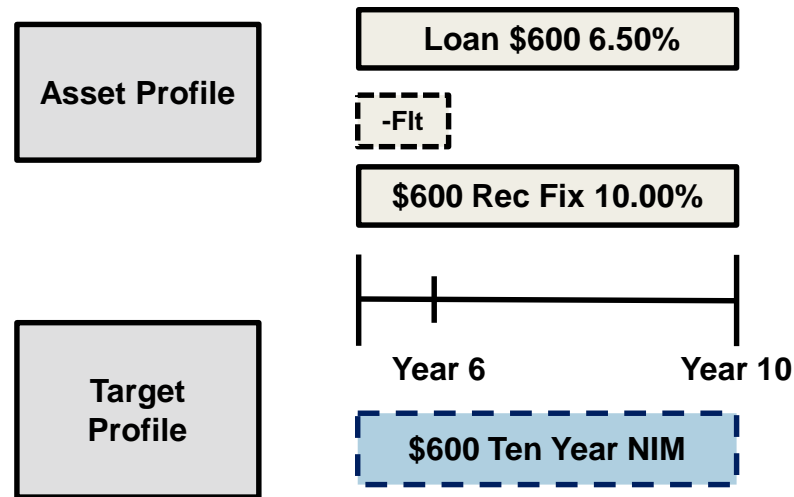 Loan $600 6.50%
Asset Profile
-Flt
$600 Rec Fix 10.00%
Year 6
Year 10
Target
Profile
$600 Ten Year NIM